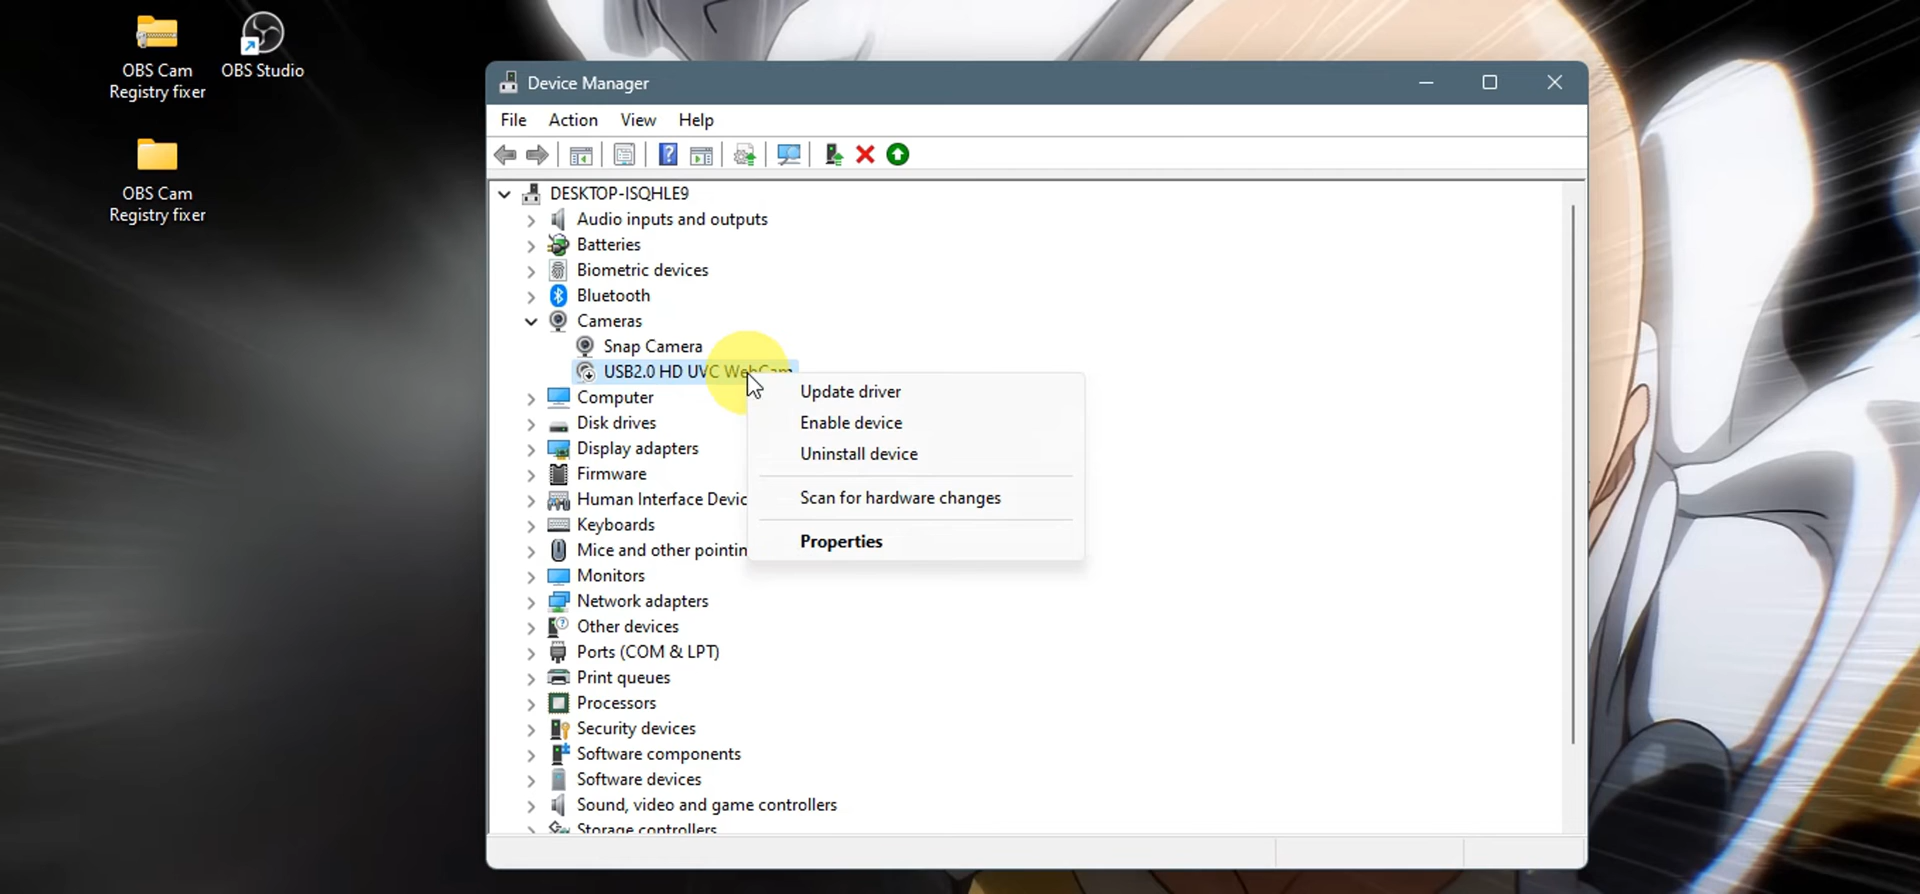 OBS Cam
Registry fixer
OBS Studio
OBS Cam
Registry fixer
Device Manager
File Action View Help
DESKTOP-ISQHLE9
Audio inputs and outputs
Batteries
Biometric devices
Bluetooth
Cameras
Snap Camera
USB2.0 HD UVC WebCam
Computer
Disk drives
Display adapters
Firmware
Human Interface Devic
Keyboards
Mice and other pointin
Monitors
Network adapters
Other devices
Ports (COM & LPT)
Print queues
Processors
Security devices
Software components
Software devices
Sound, video and game controllers
Storage controllers
Update driver
Enable device
Uninstall device
Scan for hardware changes
Properties